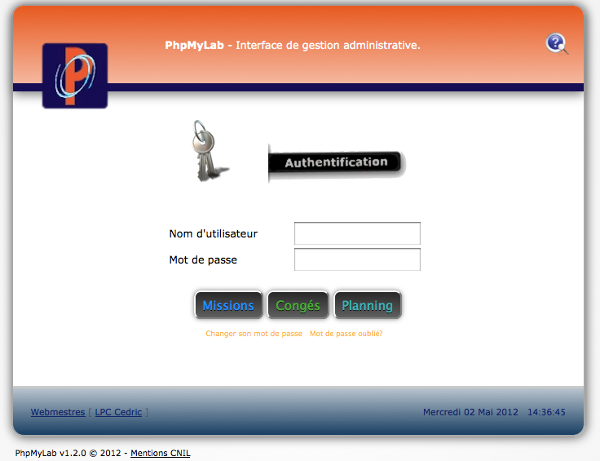 PhpMyLab - Interface de gestion administrative.
Authentification
Nom d'utilisateur
Mot de passe
Missions Congés Planning
Changer son mot de passe Mot de passe oublié?
Webmestres [ LPC Cedric ] Mercredi 02 Mai 2012 14:36:45
PhpMyLab v1.2.0 © 2012 - Mentions CNIL